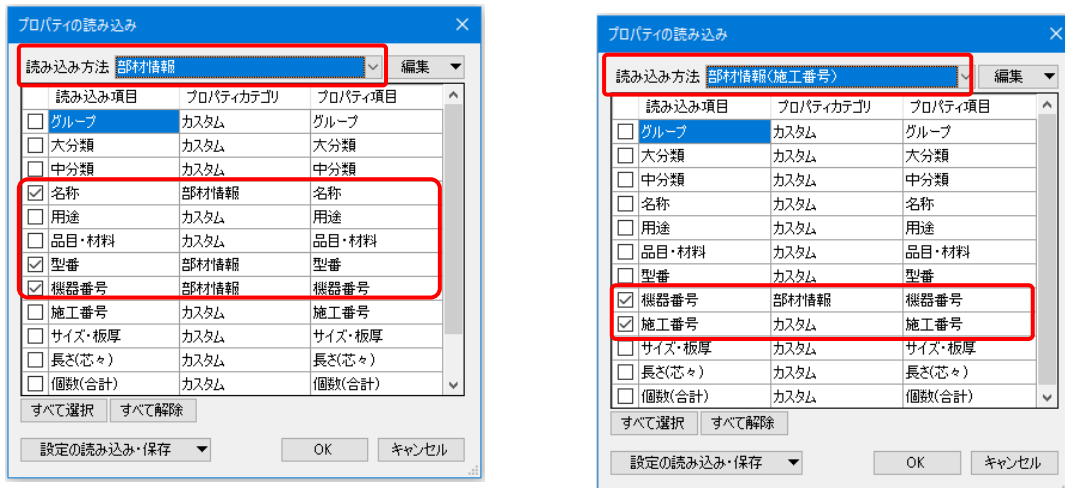 プロパティの読み込み
読み込み方法 部材情報 編集
読み込み項目 プロパティカテゴリ プロパティ項目
グループ カスタム グループ
大分類 カスタム 大分類
中分類 カスタム 中分類
名称 部材情報 名称
用途 カスタム 用途
品目・材料 カスタム 品目・材料
型番 部材情報 型番
機器番号 部材情報 機器番号
施工番号 カスタム 施工番号
サイズ・板厚 カスタム サイズ・板厚
長さ(芯々) カスタム 長さ(芯々)
個数(合計) カスタム 個数(合計)
すべて選択 すべて解除
設定の読み込み・保存 OK キャンセル
プロパティの読み込み
読み込み方法 部材情報(施工番号) 編集
読み込み項目 プロパティカテゴリ プロパティ項目
グループ カスタム グループ
大分類 カスタム 大分類
中分類 カスタム 中分類
名称 カスタム 名称
用途 カスタム 用途
品目・材料 カスタム 品目・材料
型番 カスタム 型番
機器番号 部材情報 機器番号
施工番号 カスタム 施工番号
サイズ・板厚 カスタム サイズ・板厚
長さ(芯々) カスタム 長さ(芯々)
個数(合計) カスタム 個数(合計)
すべて選択 すべて解除
設定の読み込み・保存 OK キャンセル